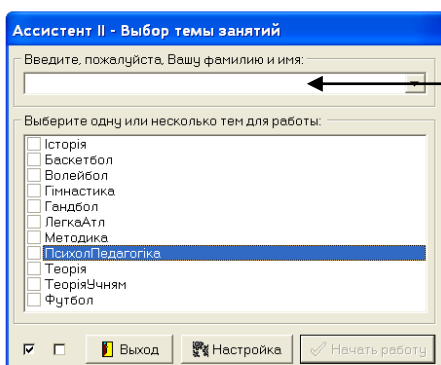 Ассистент II - Выбор темы занятий
Введите, пожалуйста, Вашу фамилию и имя:
Выберите одну или несколько тем для работы:
Історія
Баскетбол
Волейбол
Гімнастика
Гандбол
ЛегкаАтл
Методика
ПсихолПедагогіка
Теорія
ТеоріяУчням
Футбол
Выход
Настройка
Начать работу